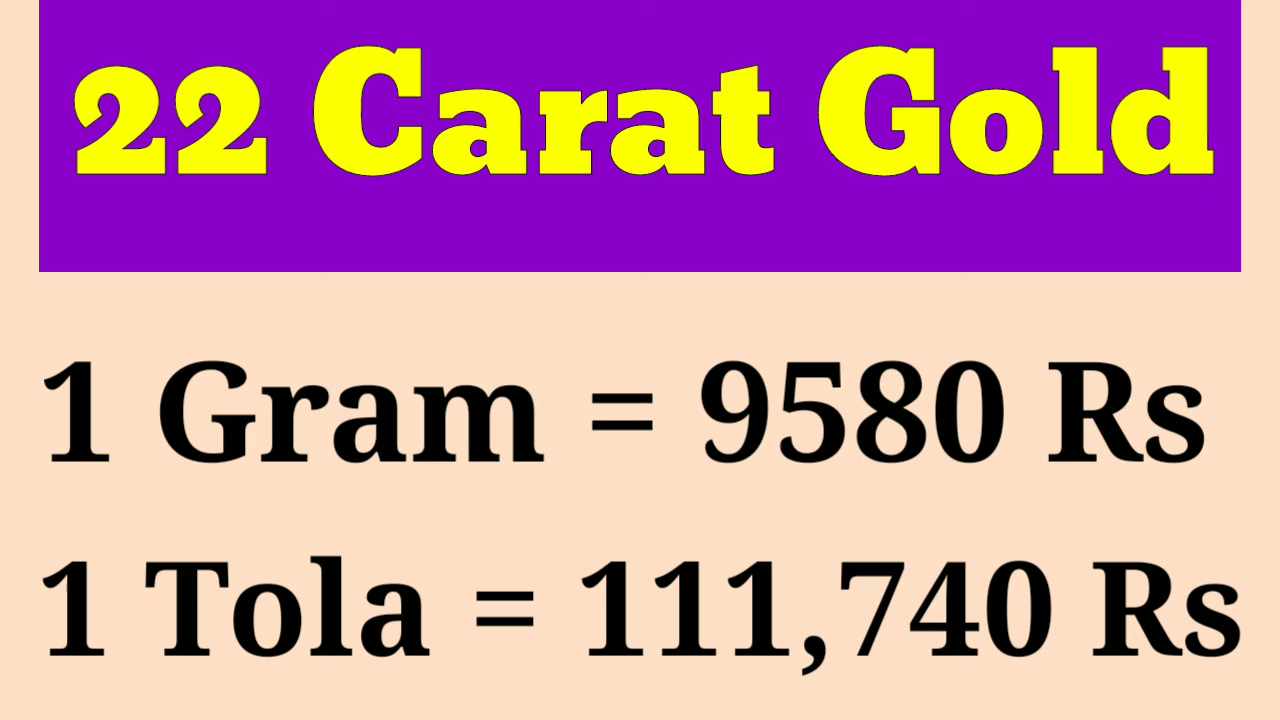 22 Carat Gold
1 Gram = 9580 Rs
1 Tola = 111,740 Rs